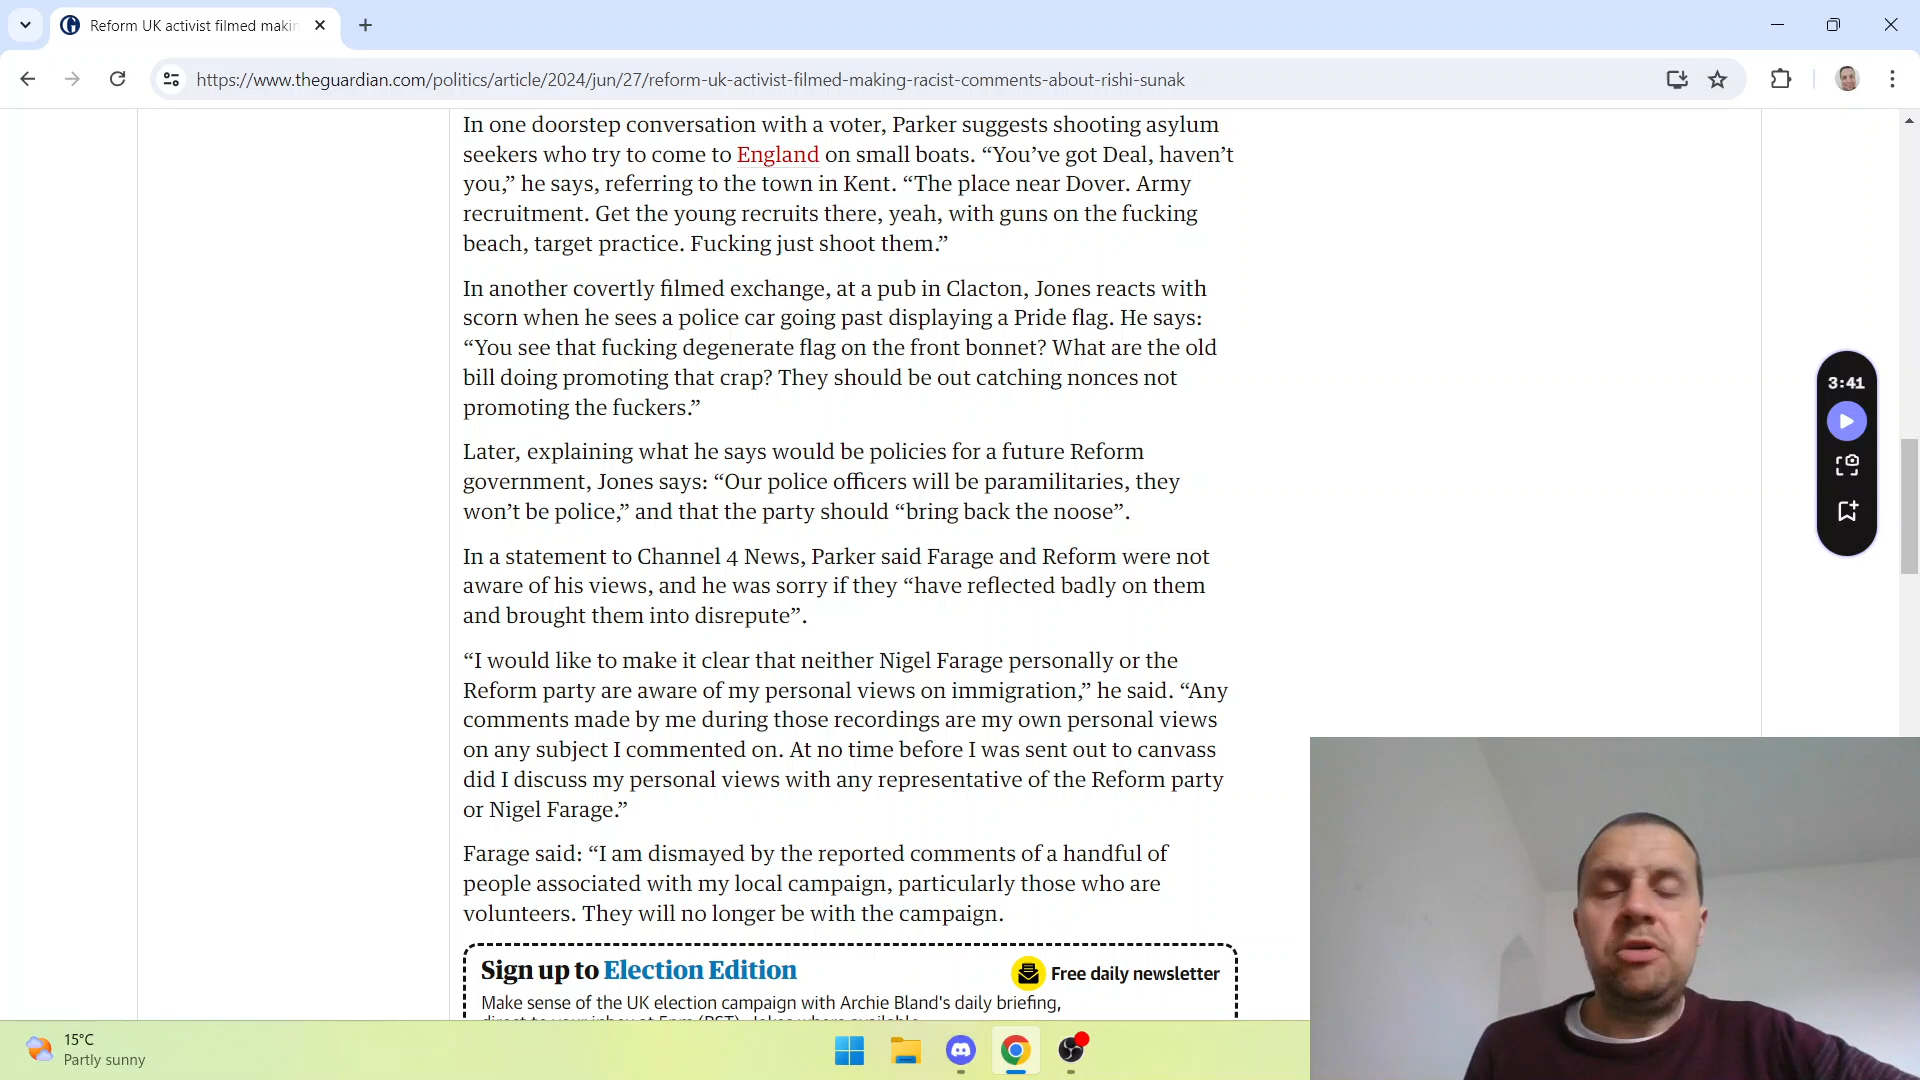 Reform UK activist filmed makin
https://www.theguardian.com/politics/article/2024/jun/27/reform-uk-activist-filmed-making-racist-comments-about-rishi-sunak
In one doorstep conversation with a voter, Parker suggests shooting asylum
seekers who try to come to England on small boats. “You’ve got Deal, haven’t
you,” he says, referring to the town in Kent. “The place near Dover. Army
recruitment. Get the young recruits there, yeah, with guns on the fucking
beach, target practice. Fucking just shoot them.”
In another covertly filmed exchange, at a pub in Clacton, Jones reacts with
scorn when he sees a police car going past displaying a Pride flag. He says:
“You see that fucking degenerate flag on the front bonnet? What are the old
bill doing promoting that crap? They should be out catching nonces not
promoting the fuckers.”
Later, explaining what he says would be policies for a future Reform
government, Jones says: “Our police officers will be paramilitaries, they
won’t be police,” and that the party should “bring back the noose”.
In a statement to Channel 4 News, Parker said Farage and Reform were not
aware of his views, and he was sorry if they “have reflected badly on them
and brought them into disrepute”.
“I would like to make it clear that neither Nigel Farage personally or the
Reform party are aware of my personal views on immigration,” he said. “Any
comments made by me during those recordings are my own personal views
on any subject I commented on. At no time before I was sent out to canvass
did I discuss my personal views with any representative of the Reform party
or Nigel Farage.”
Farage said: “I am dismayed by the reported comments of a handful of
people associated with my local campaign, particularly those who are
volunteers. They will no longer be with the campaign.
Sign up to Election Edition
Free daily newsletter
Make sense of the UK election campaign with Archie Bland's daily briefing,
3:41
15°C
Partly sunny